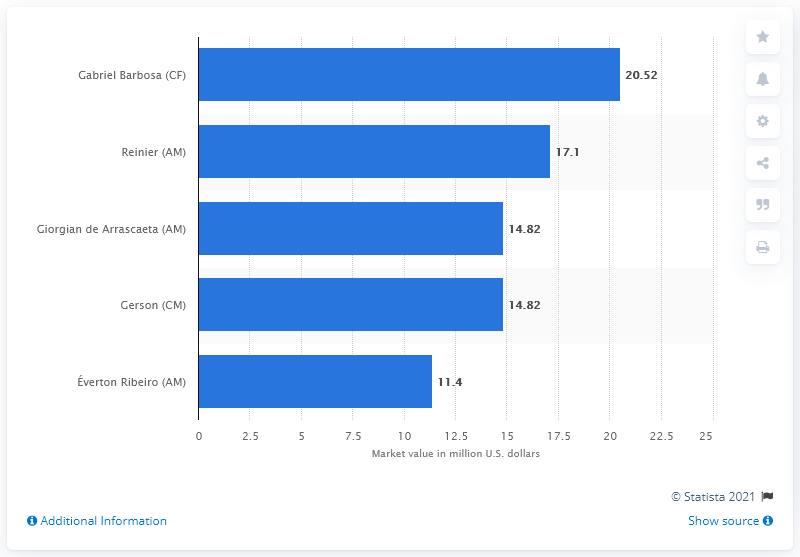 Gabriel Barbosa (CF) 20.52
Reinier (AM) 17.1
Giorgian de Arrascaeta (AM) 14.82
Gerson (CM) 14.82
Éverton Ribeiro (AM) 11.4
0 2.5 5 7.5 10 12.5 15 17.5 20 22.5 25
Market value in million U.S. dollars
© Statista 2021
Additional Information Show source